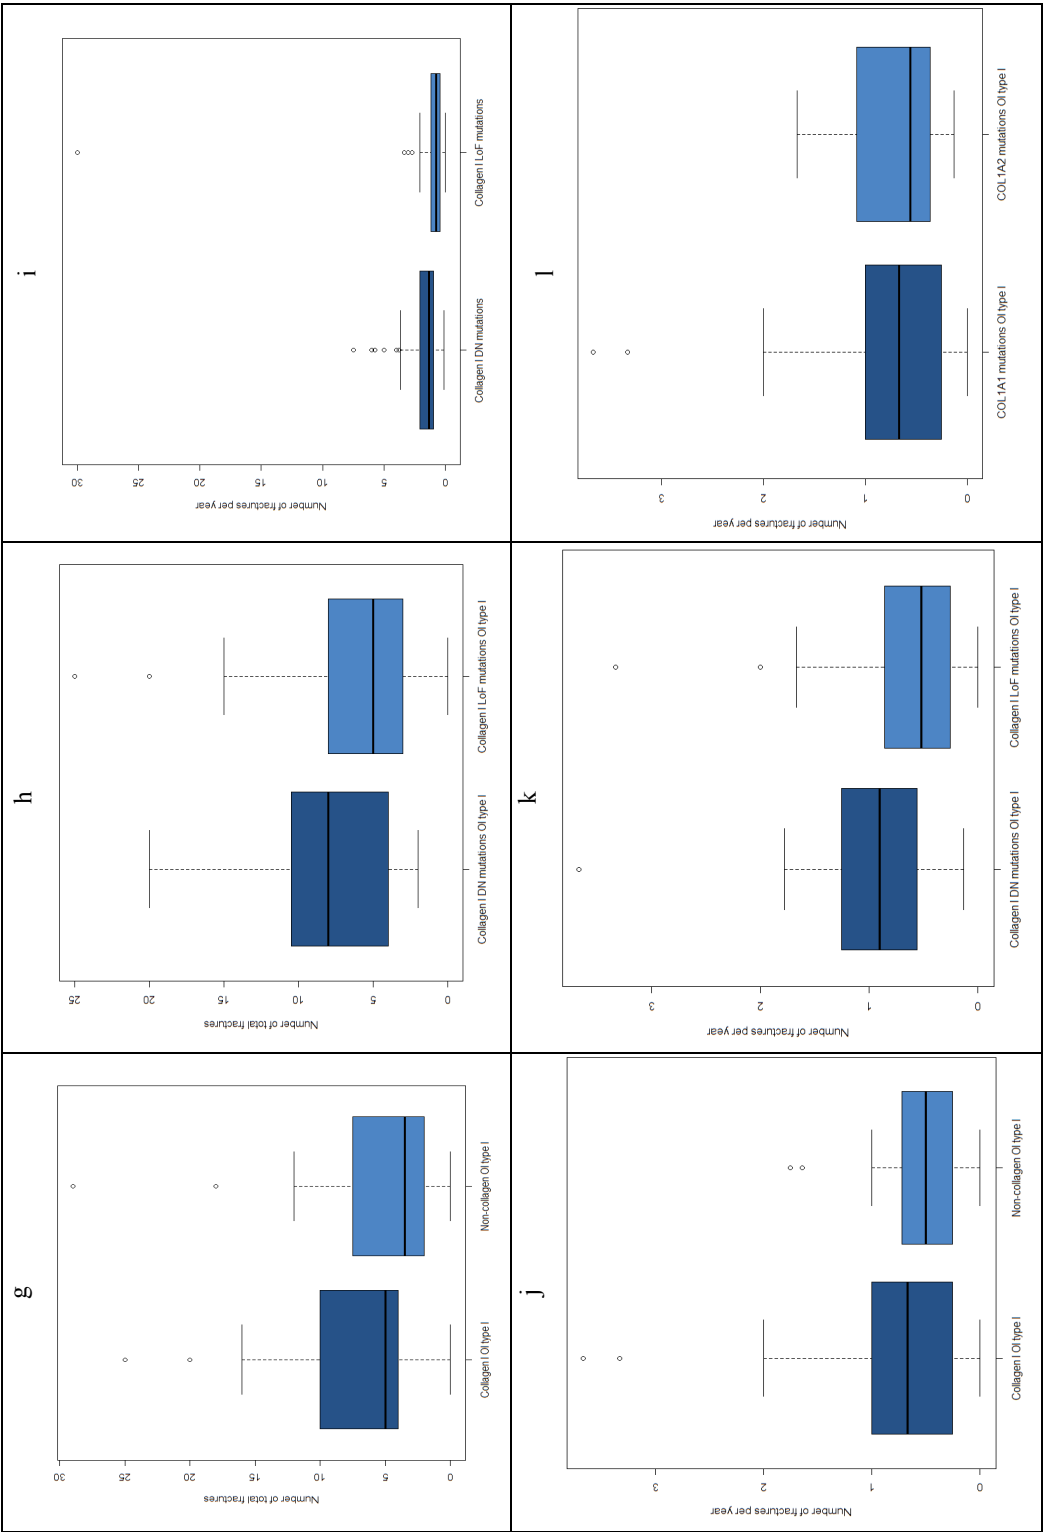 g
Number of total fractures
0
5
10
15
20
25
30
Collagen I OI type I
Non-collagen OI type I
h
Number of total fractures
0
5
10
15
20
25
Collagen I DN mutations OI type I
Collagen I LoF mutations OI type I
i
Number of fractures per year
0
5
10
15
20
25
30
Collagen I DN mutations
Collagen I LoF mutations
j
Number of fractures per year
0
1
2
3
Collagen I OI type I
Non-collagen OI type I
k
Number of fractures per year
0
1
2
3
Collagen I DN mutations OI type I
Collagen I LoF mutations OI type I
l
Number of fractures per year
0
1
2
3
COL1A1 mutations OI type I
COL1A2 mutations OI type I